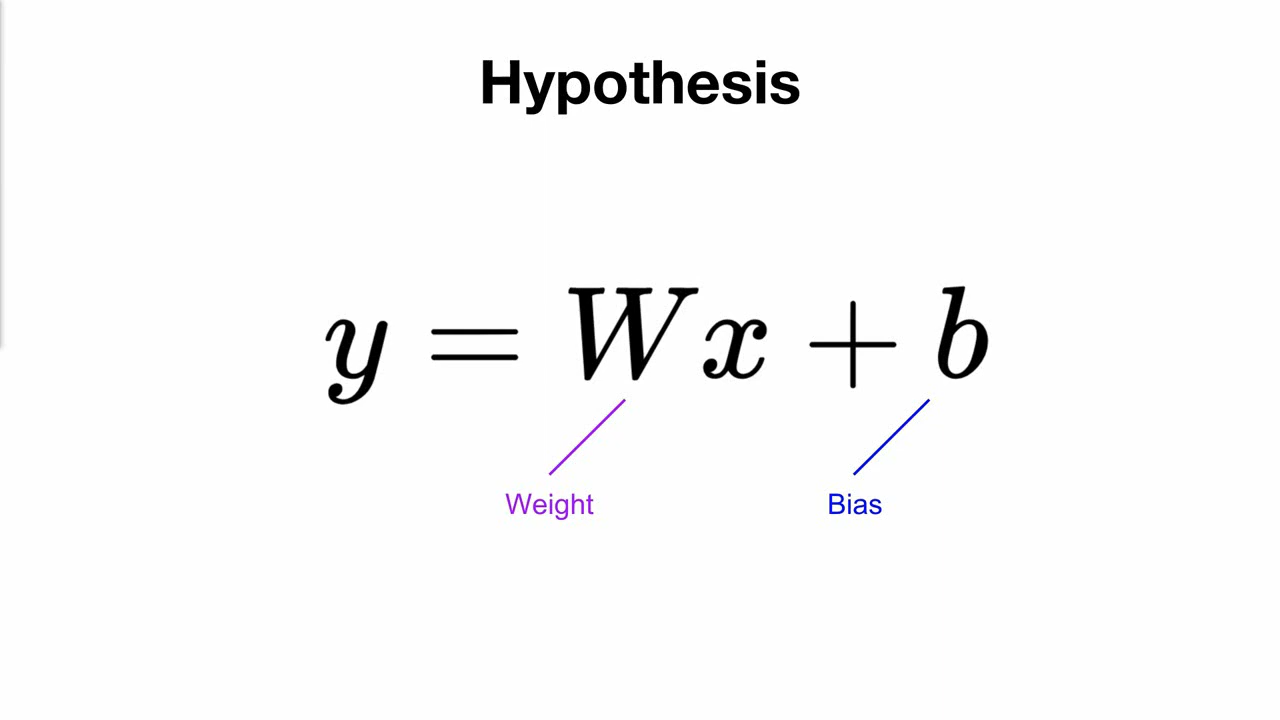 Hypothesis
y = Wx + b
Weight
Bias